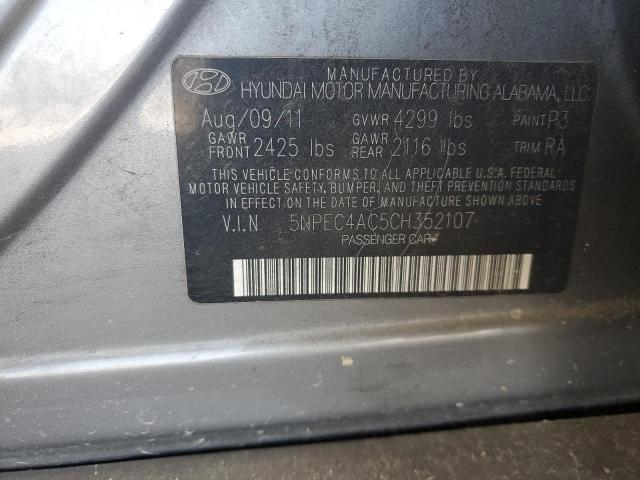 MANUFACTURED BY
HYUNDAI MOTOR MANUFACTURING ALABAMA, LLC
Aug/09/11 GVWR 4299 lbs PAINT P3
GAWR FRONT 2425 lbs GAWR REAR 2116 lbs TRIM RA
THIS VEHICLE CONFORMS TO ALL APPLICABLE U.S.A. FEDERAL-
MOTOR VEHICLE SAFETY, BUMPER, AND THEFT PREVENTION STANDARDS
IN EFFECT ON THE DATE OF MANUFACTURE SHOWN ABOVE.
V.I.N 5NPEC4AC5CH352107
PASSENGER CAR